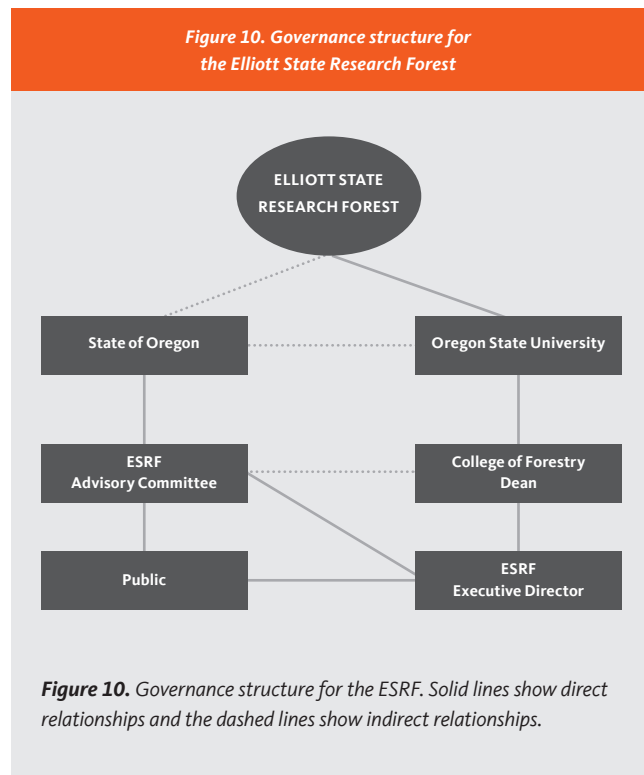 Figure 10. Governance structure for
the Elliott State Research Forest
ELLIOTT STATE
RESEARCH FOREST
State of Oregon
Oregon State University
ESRF
Advisory Committee
College of Forestry
Dean
Public
ESRF
Executive Director
Figure 10. Governance structure for the ESRF. Solid lines show direct
relationships and the dashed lines show indirect relationships.